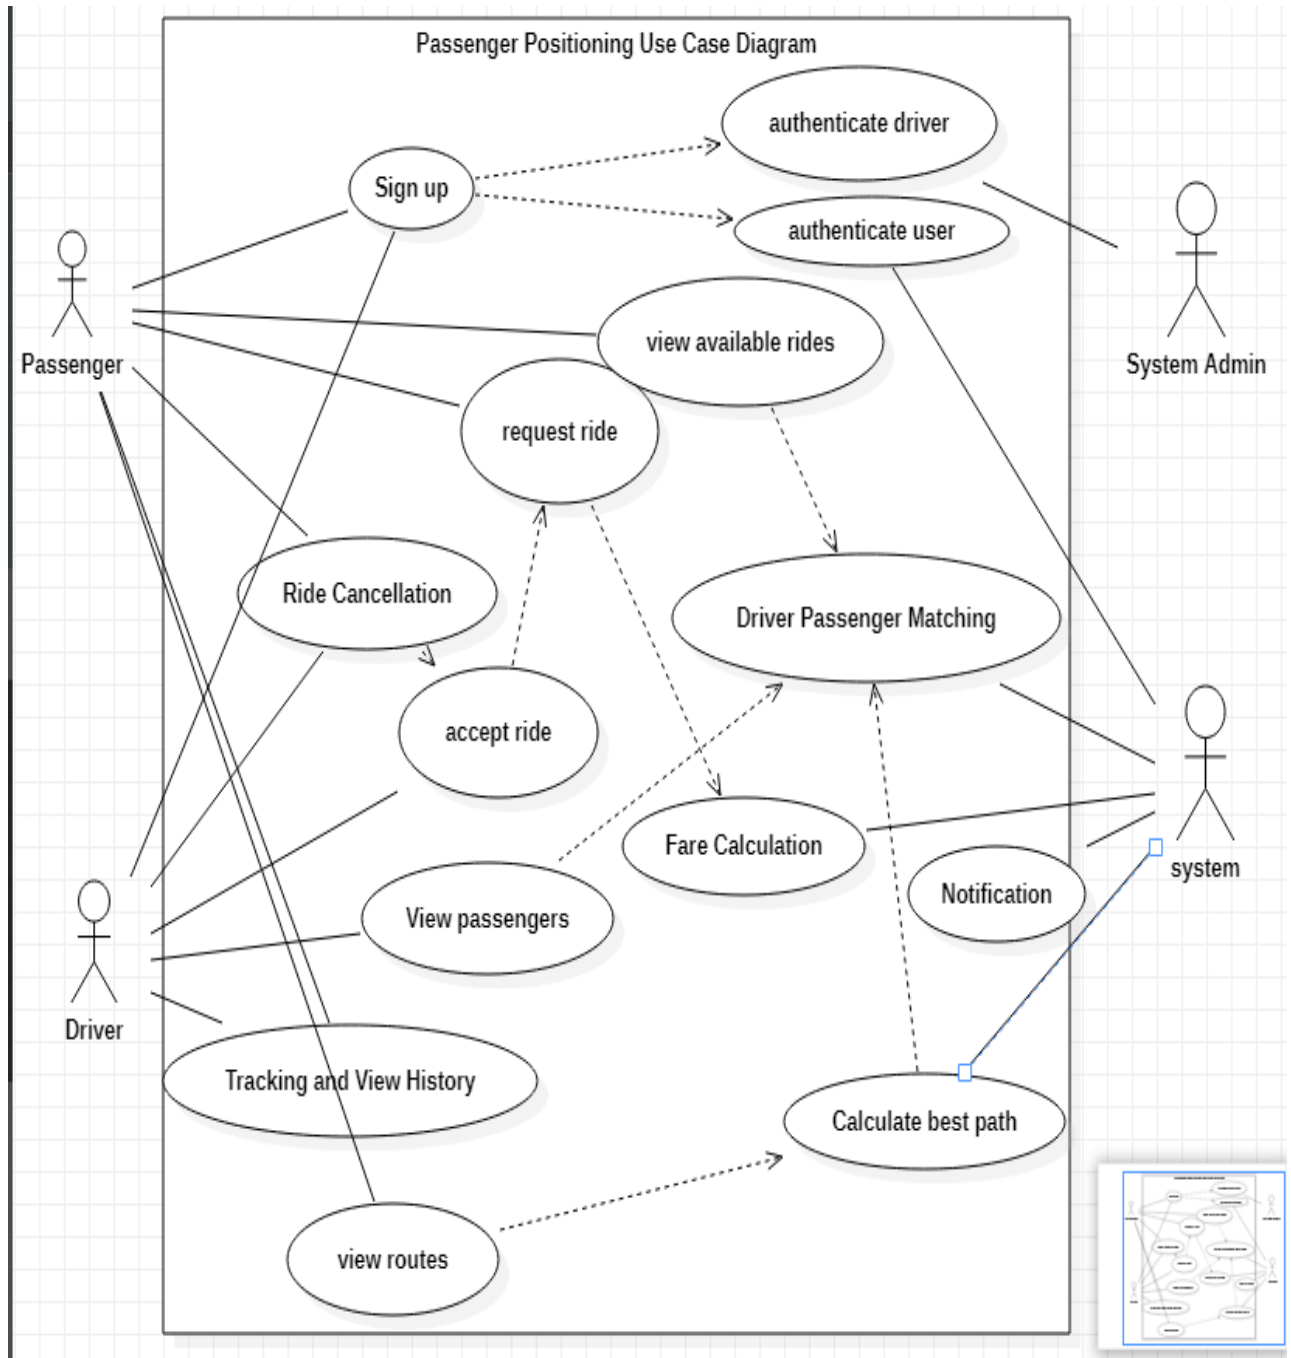 Passenger Positioning Use Case Diagram
authenticate driver
Sign up
authenticate user
view available rides
Passenger
System Admin
request ride
Ride Cancellation
Driver Passenger Matching
accept ride
Fare Calculation
system
Notification
View passengers
Driver
Tracking and View History
Calculate best path
view routes